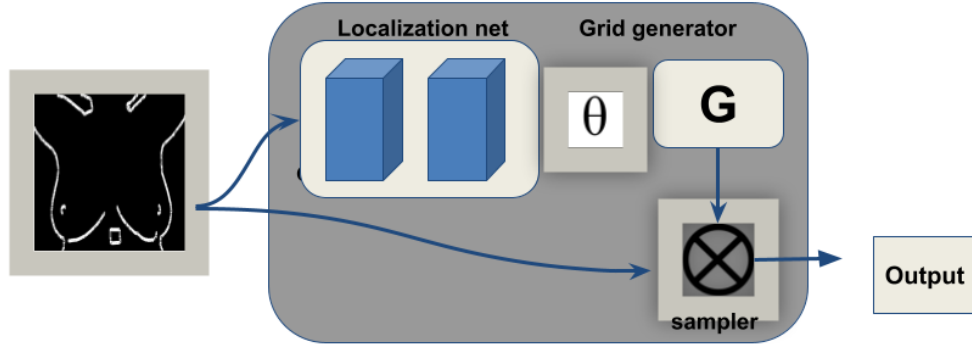 Localization net
Grid generator
θ
G
sampler
Output